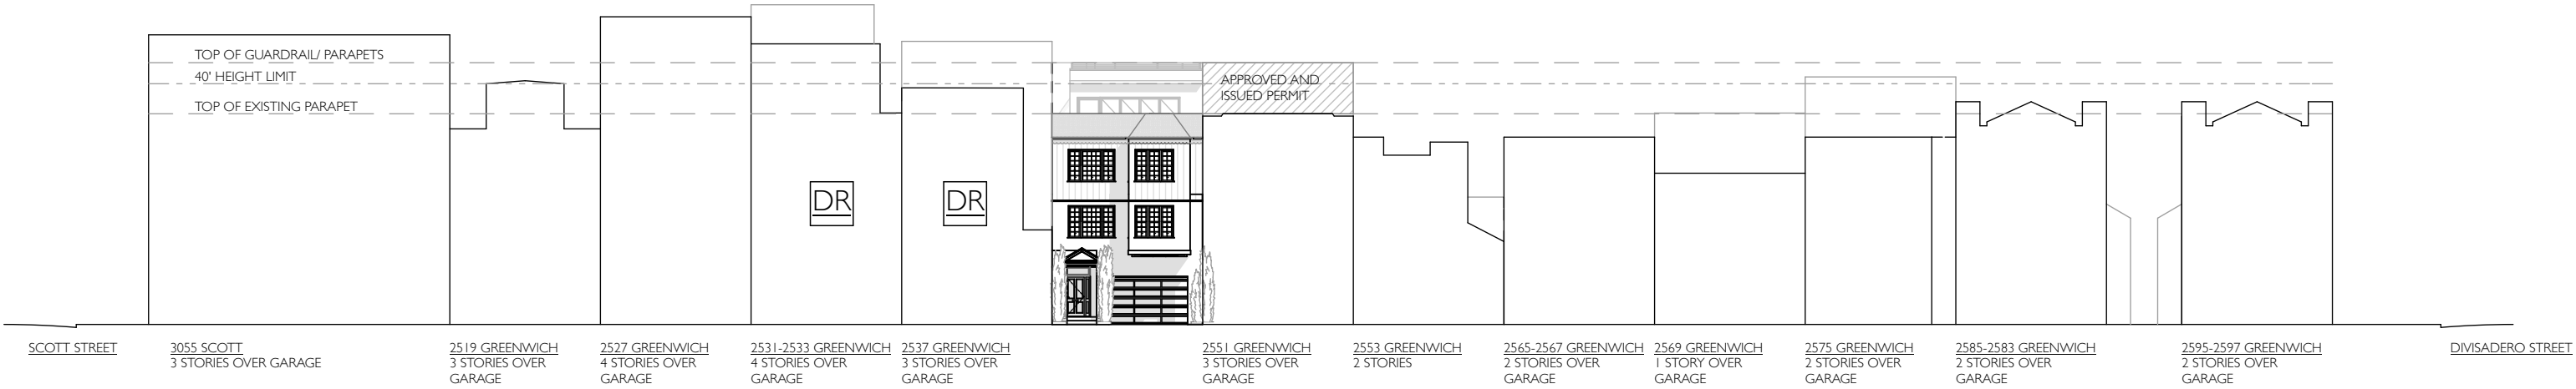 TOP OF GUARDRAIL/ PARAPETS
40' HEIGHT LIMIT
TOP OF EXISTING PARAPET
APPROVED AND
ISSUED PERMIT
DR
DR
SCOTT STREET
3055 SCOTT
3 STORIES OVER GARAGE
2519 GREENWICH
3 STORIES OVER
GARAGE
2527 GREENWICH
4 STORIES OVER
GARAGE
2531-2533 GREENWICH
4 STORIES OVER
GARAGE
2537 GREENWICH
3 STORIES OVER
GARAGE
2551 GREENWICH
3 STORIES OVER
GARAGE
2553 GREENWICH
2 STORIES
2565-2567 GREENWICH
2 STORIES OVER
GARAGE
2569 GREENWICH
1 STORY OVER
GARAGE
2575 GREENWICH
2 STORIES OVER
GARAGE
2585-2583 GREENWICH
2 STORIES OVER
GARAGE
2595-2597 GREENWICH
2 STORIES OVER
GARAGE
DIVISADERO STREET